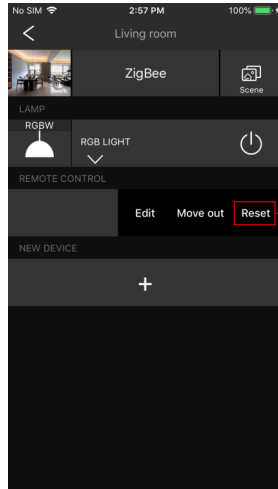 No SIM 2:57 PM 100%
Living room
ZigBee
Scene
LAMP
RGBW
RGB LIGHT
REMOTE CONTROL
Edit Move out Reset
NEW DEVICE
+